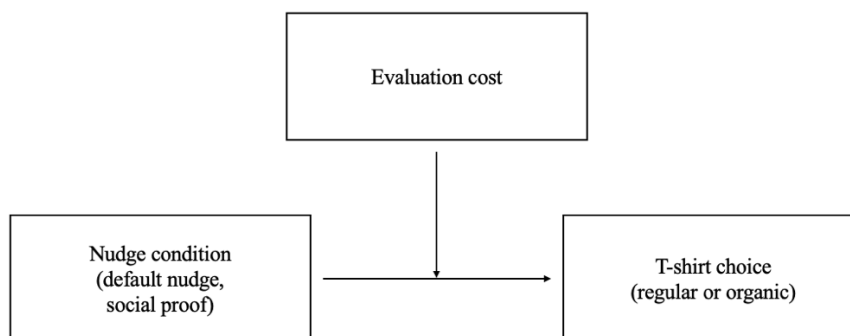 Evaluation cost
Nudge condition
(default nudge,
social proof)
T-shirt choice
(regular or organic)